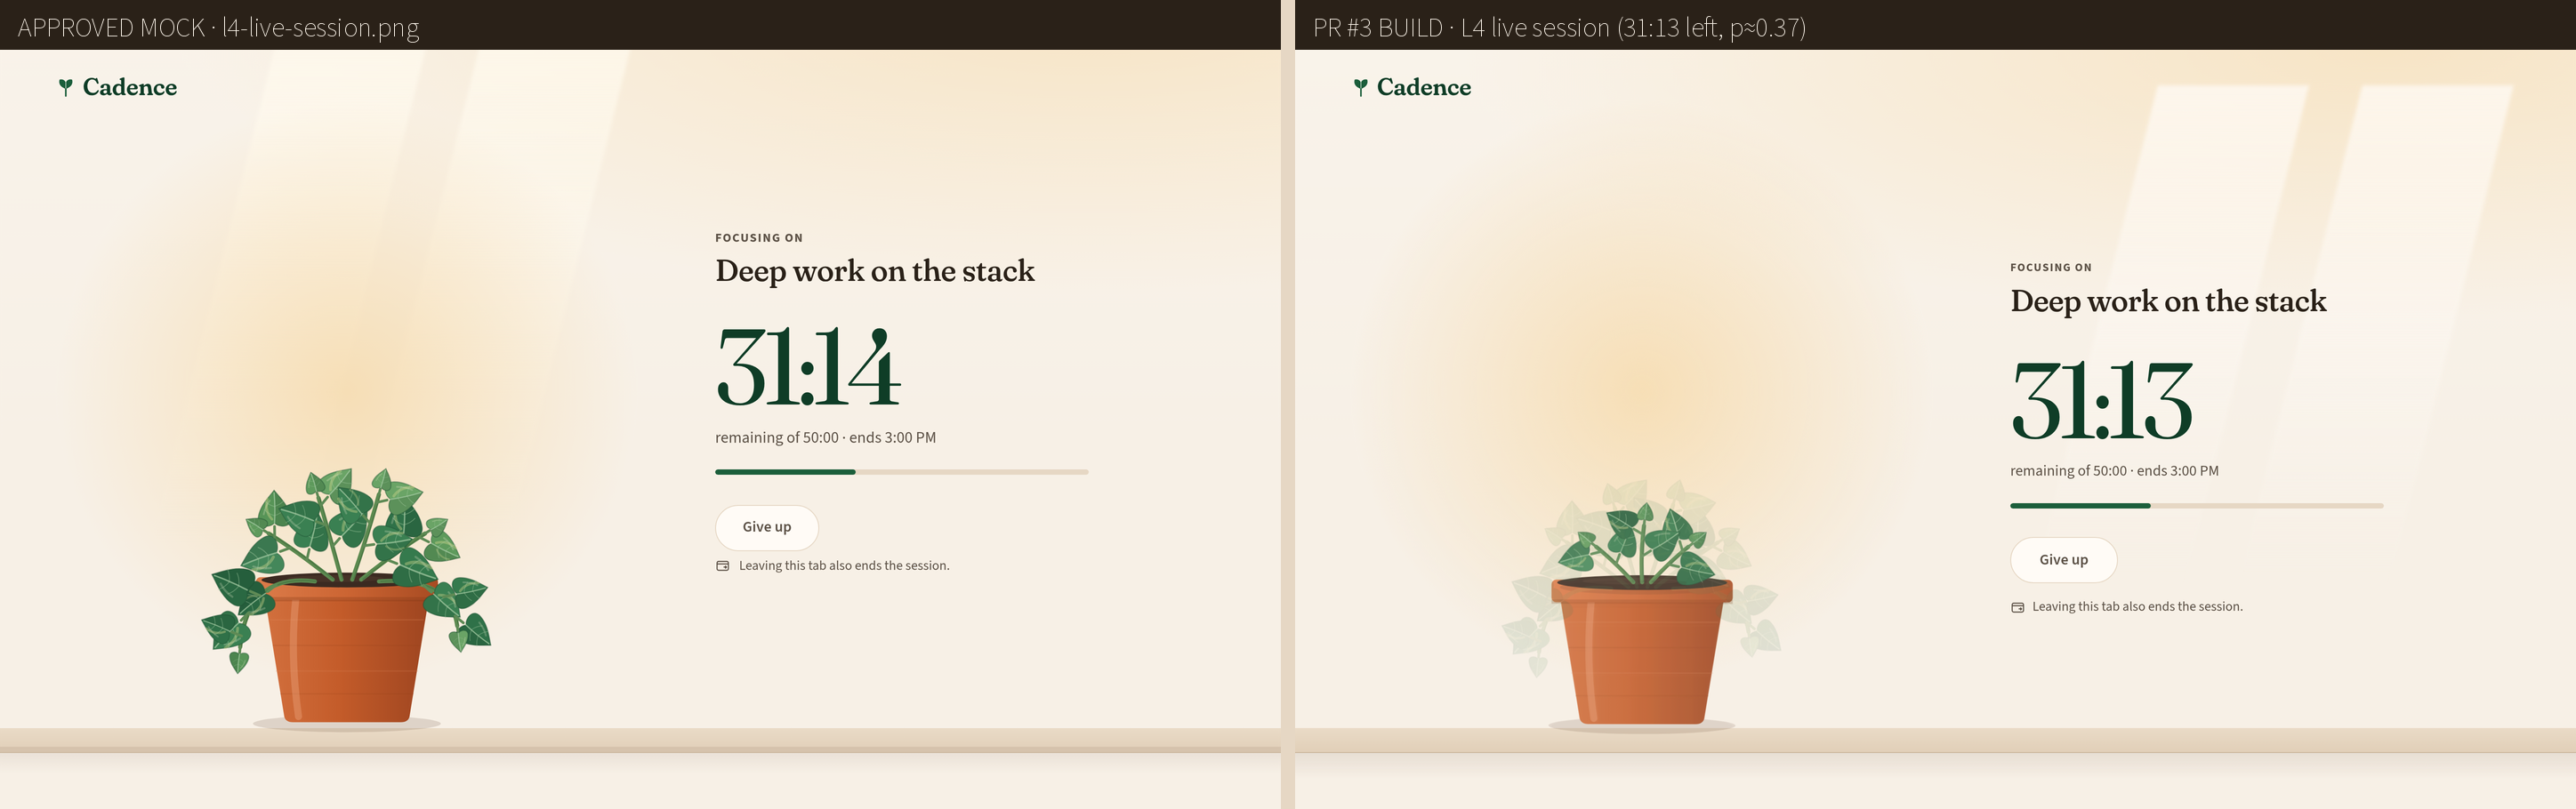 APPROVED MOCK · l4-live-session.png
Cadence
FOCUSING ON
Deep work on the stack
31:14
remaining of 50:00 · ends 3:00 PM
Give up
Leaving this tab also ends the session.
PR #3 BUILD · L4 live session (31:13 left, p≈0.37)
Cadence
FOCUSING ON
Deep work on the stack
31:13
remaining of 50:00 · ends 3:00 PM
Give up
Leaving this tab also ends the session.